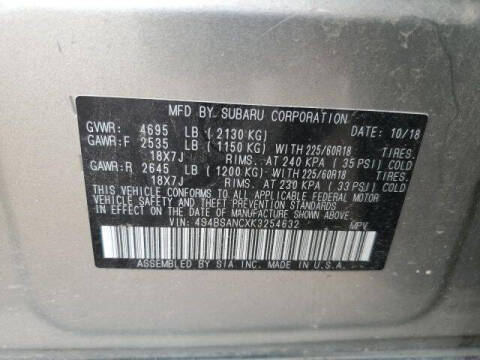 MFD BY SUBARU CORPORATION
GVWR: 4695 LB (2130 KG) DATE: 10/18
GAWR:F 2535 LB (1150 KG) WITH 225/60R18 TIRES.
18X7J RIMS. AT 240 KPA (35 PSI) COLD
GAWR:R 2645 LB (1200 KG) WITH 225/60R18 TIRES.
18X7J RIMS. AT 230 KPA (33 PSI) COLD
THIS VEHICLE CONFORMS TO ALL APPLICABLE FEDERAL MOTOR
VEHICLE SAFETY AND THEFT PREVENTION STANDARDS
IN EFFECT ON THE DATE OF MANUFACTURE SHOWN ABOVE
VIN: 4S4BSANCXK3254632 MPV
ASSEMBLED BY SIA INC. MADE IN U.S.A.